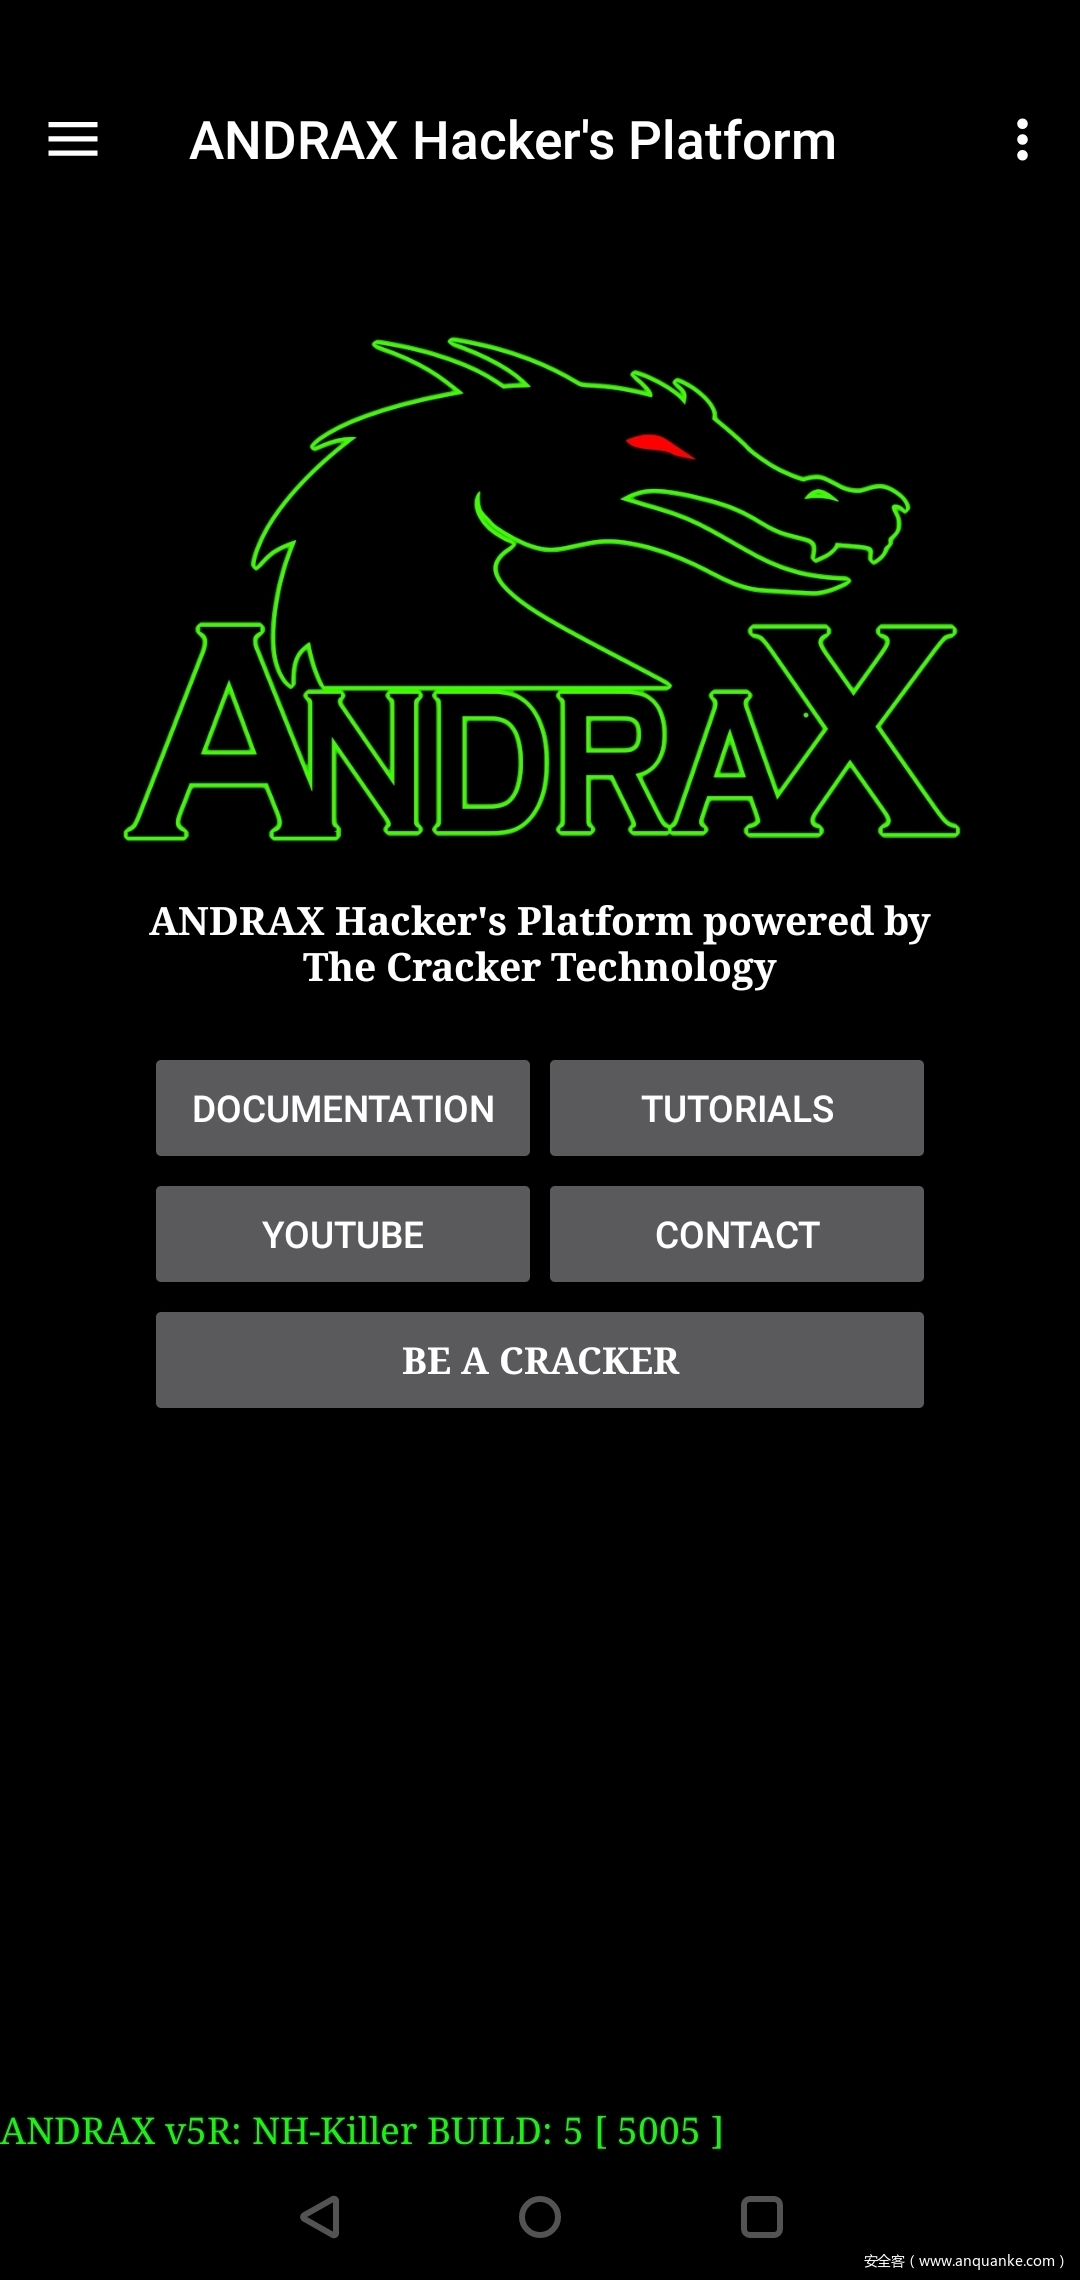 ANDRAX Hacker's Platform
ANDRAX
ANDRAX Hacker's Platform powered by
The Cracker Technology
DOCUMENTATION
TUTORIALS
YOUTUBE
CONTACT
BE A CRACKER
ANDRAX v5R: NH-Killer BUILD: 5 [ 5005 ]
安全客（www.anquanke.com）